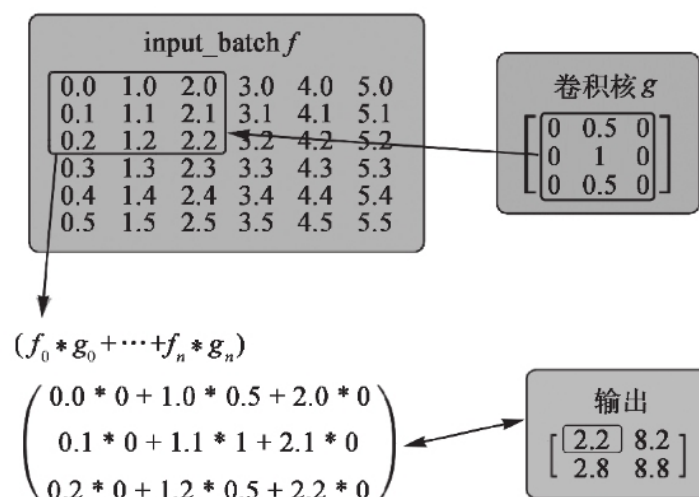 input_batch f
0.0 1.0 2.0 3.0 4.0 5.0
0.1 1.1 2.1 3.1 4.1 5.1
0.2 1.2 2.2 3.2 4.2 5.2
0.3 1.3 2.3 3.3 4.3 5.3
0.4 1.4 2.4 3.4 4.4 5.4
0.5 1.5 2.5 3.5 4.5 5.5
卷积核 g
0 0.5 0
0 1 0
0 0.5 0
(f₀ * g₀ + ⋯ + fₙ * gₙ)
0.0 * 0 + 1.0 * 0.5 + 2.0 * 0
0.1 * 0 + 1.1 * 1 + 2.1 * 0
0.2 * 0 + 1.2 * 0.5 + 2.2 * 0
输出
2.2 8.2
2.8 8.8